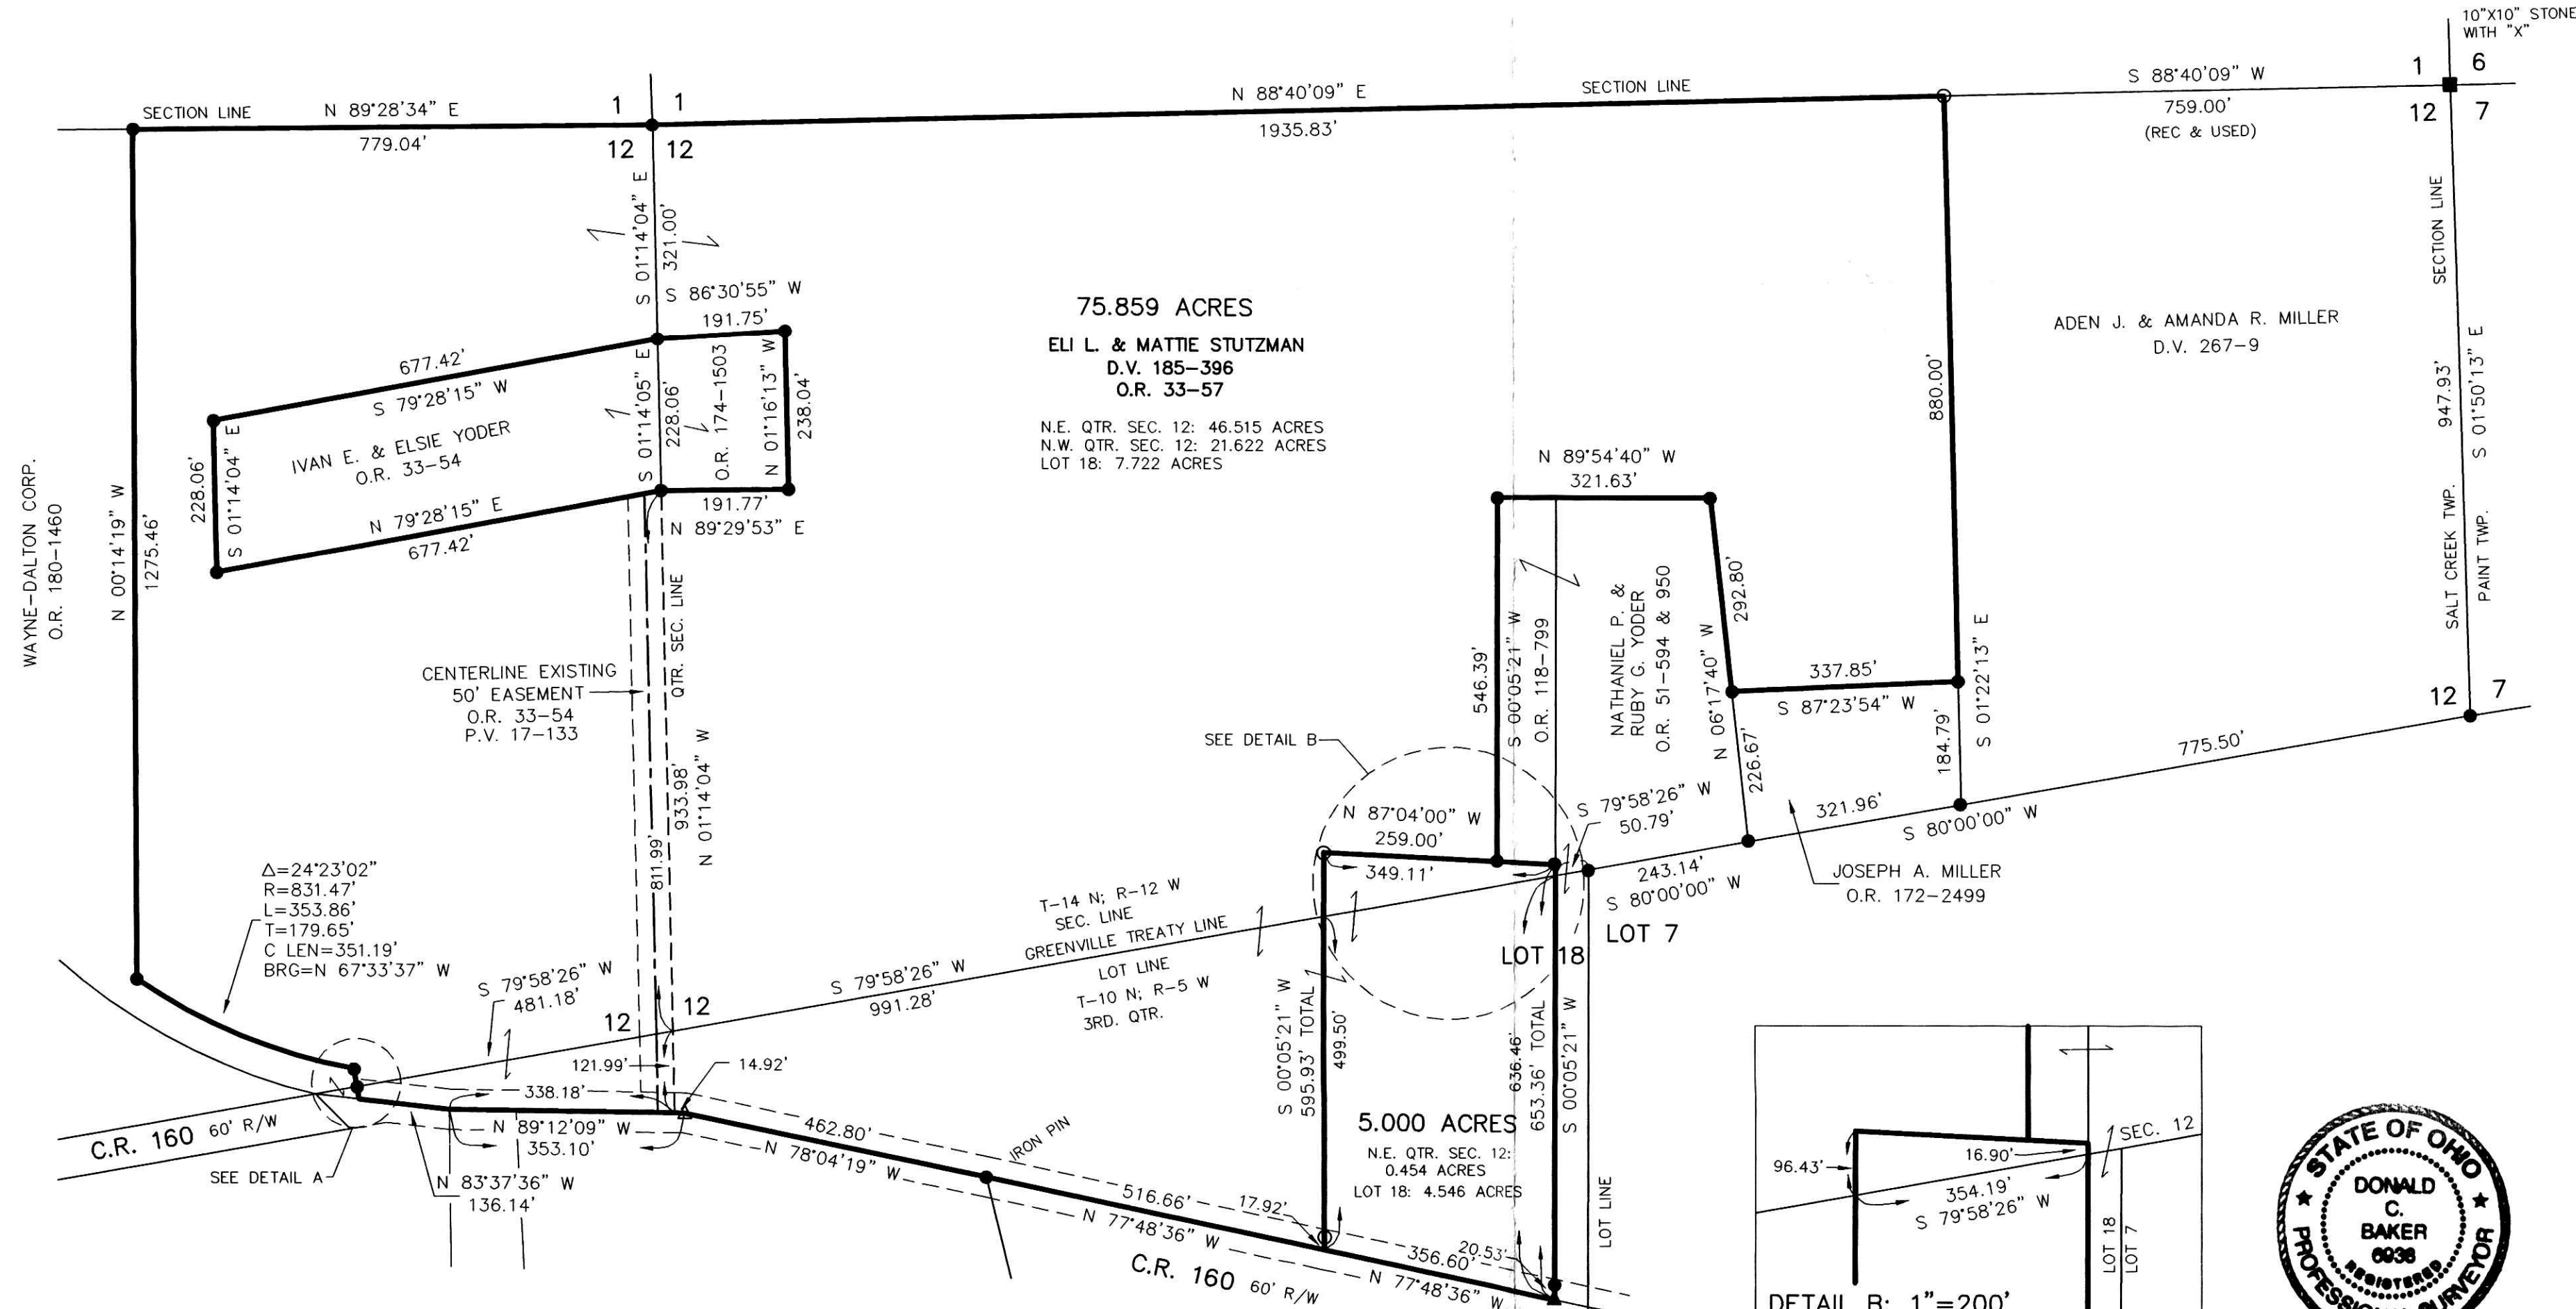 10"X10" STONE
WITH "X"
SECTION LINE
N 89°28'34" E
779.04'
1
1
12
12
N 88°40'09" E
1935.83'
SECTION LINE
S 88°40'09" W
759.00'
(REC & USED)
1
6
12
7
S 01°14'04" E
321.00'
S 86°30'55" W
191.75'
677.42'
S 79°28'15" W
IVAN E. & ELSIE YODER
O.R. 33-54
228.06'
S 01°14'04" E
N 79°28'15" E
677.42'
S 01°14'05" E
228.06'
O.R. 174-1503
N 01°16'13" W
238.04'
191.77'
N 89°29'53" E
WAYNE-DALTON CORP.
O.R. 180-1460
N 00°14'19" W
1275.46'
75.859 ACRES
ELI L. & MATTIE STUTZMAN
D.V. 185-396
O.R. 33-57
N.E. QTR. SEC. 12: 46.515 ACRES
N.W. QTR. SEC. 12: 21.622 ACRES
LOT 18: 7.722 ACRES
880.00'
ADEN J. & AMANDA R. MILLER
D.V. 267-9
SECTION LINE
947.93'
S 01°50'13" E
SALT CREEK TWP.
PAINT TWP.
12
7
N 89°54'40" W
321.63'
546.39'
S 00°05'21" W
O.R. 118-799
NATHANIEL P. &
RUBY G. YODER
O.R. 51-594 & 950
292.80'
N 06°17'40" W
226.67'
337.85'
S 87°23'54" W
184.79'
S 01°22'13" E
775.50'
CENTERLINE EXISTING
50' EASEMENT
O.R. 33-54
P.V. 17-133
QTR. SEC. LINE
933.98'
N 01°14'04" W
811.99'
SEE DETAIL B
N 87°04'00" W
259.00'
349.11'
S 79°58'26" W
50.79'
321.96'
S 80°00'00" W
243.14'
S 80°00'00" W
JOSEPH A. MILLER
O.R. 172-2499
Δ=24°23'02"
R=831.47'
L=353.86'
T=179.65'
C LEN=351.19'
BRG=N 67°33'37" W
S 79°58'26" W
481.18'
12
12
S 79°58'26" W
991.28'
T-14 N; R-12 W
SEC. LINE
GREENVILLE TREATY LINE
LOT LINE
T-10 N; R-5 W
3RD. QTR.
LOT 18
LOT 7
121.99'
14.92'
338.18'
N 89°12'09" W
353.10'
C.R. 160 60' R/W
SEE DETAIL A
N 83°37'36" W
136.14'
462.80'
N 78°04'19" W
IRON PIN
516.66'
N 77°48'36" W
17.92'
S 00°05'21" W
595.93' TOTAL
499.50'
636.46'
653.36' TOTAL
S 00°05'21" W
5.000 ACRES
N.E. QTR. SEC. 12:
0.454 ACRES
LOT 18: 4.546 ACRES
LOT LINE
20.53'
356.60'
N 77°48'36" W
C.R. 160 60' R/W
SEC. 12
96.43'
16.90'
354.19'
S 79°58'26" W
LOT 18
LOT 7
DETAIL B: 1"=200'
STATE OF OHIO
DONALD
C.
BAKER
6938
REGISTERED
PROFESSIONAL SURVEYOR